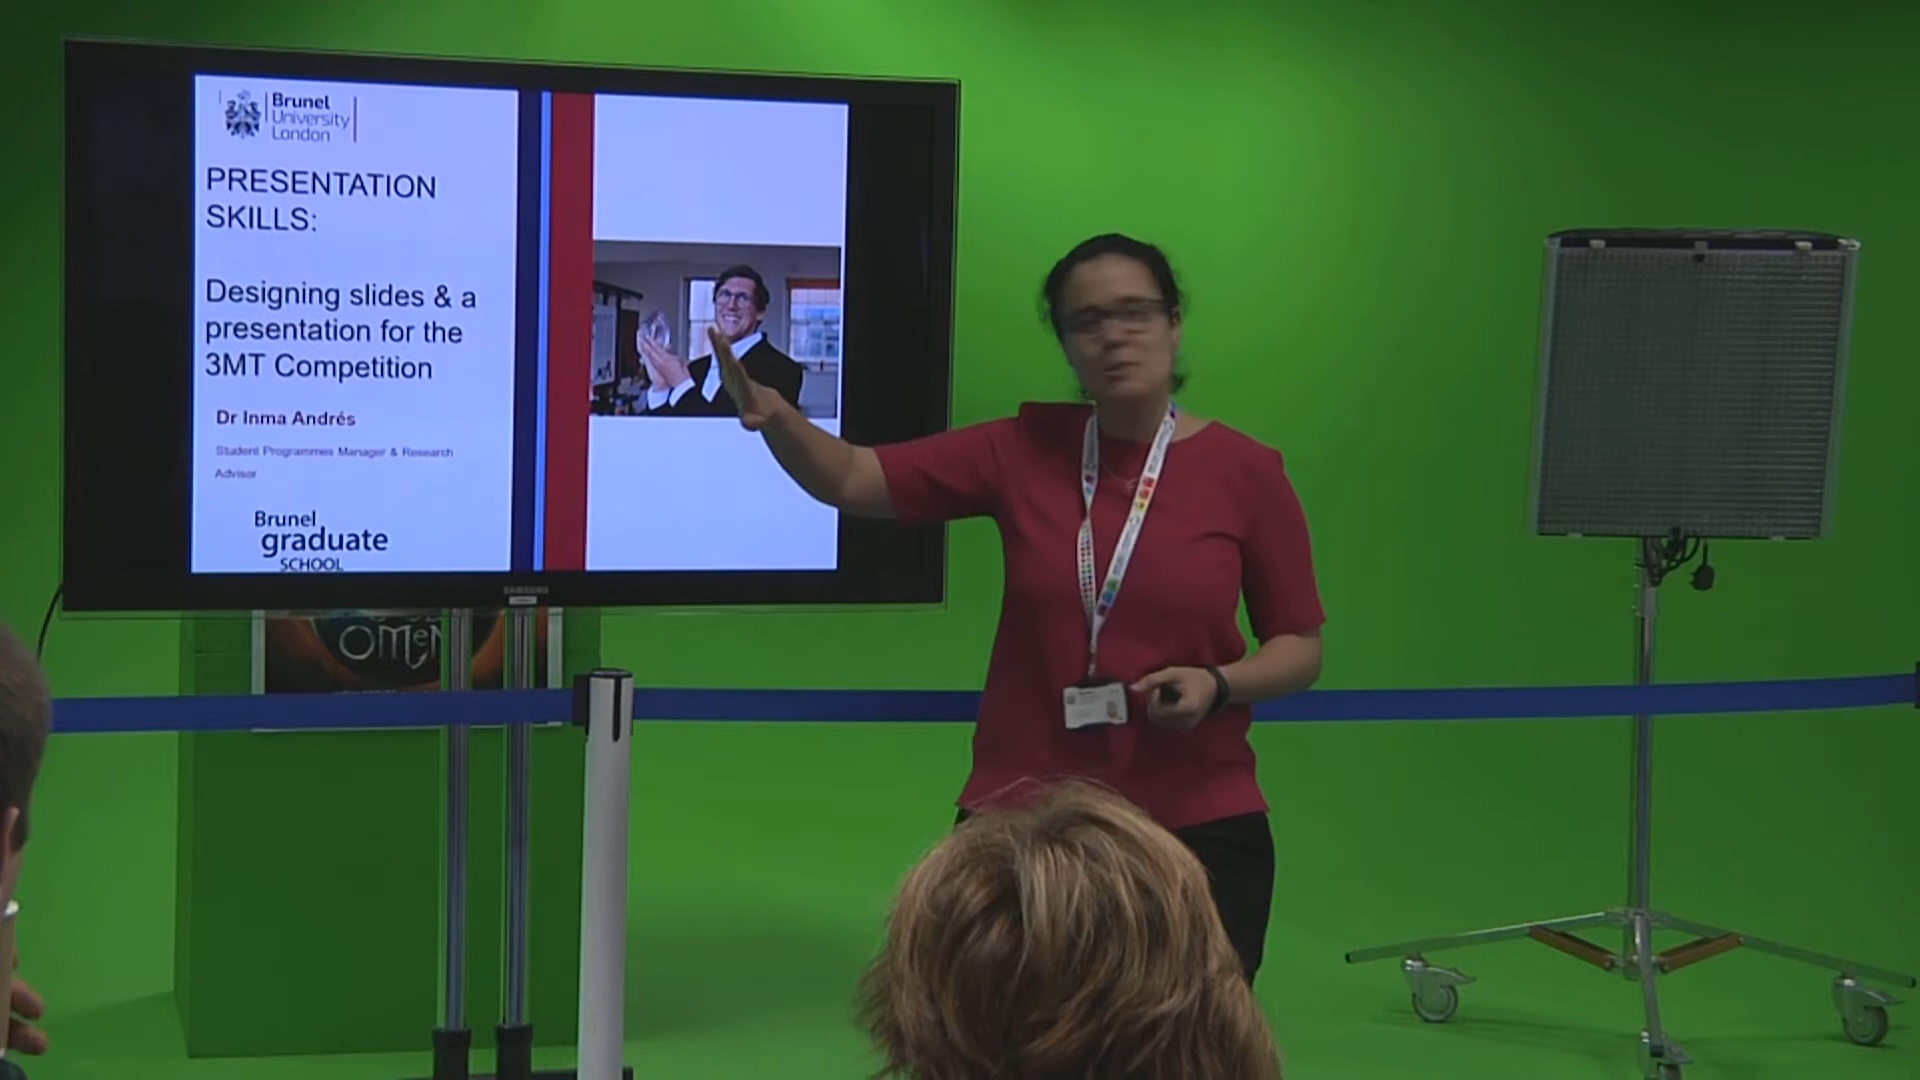 Brunel
University
London
PRESENTATION
SKILLS:
Designing slides & a
presentation for the
3MT Competition
Dr Inma Andrés
Student Programmes Manager & Research
Advisor
Brunel
graduate
SCHOOL
SAMSUNG